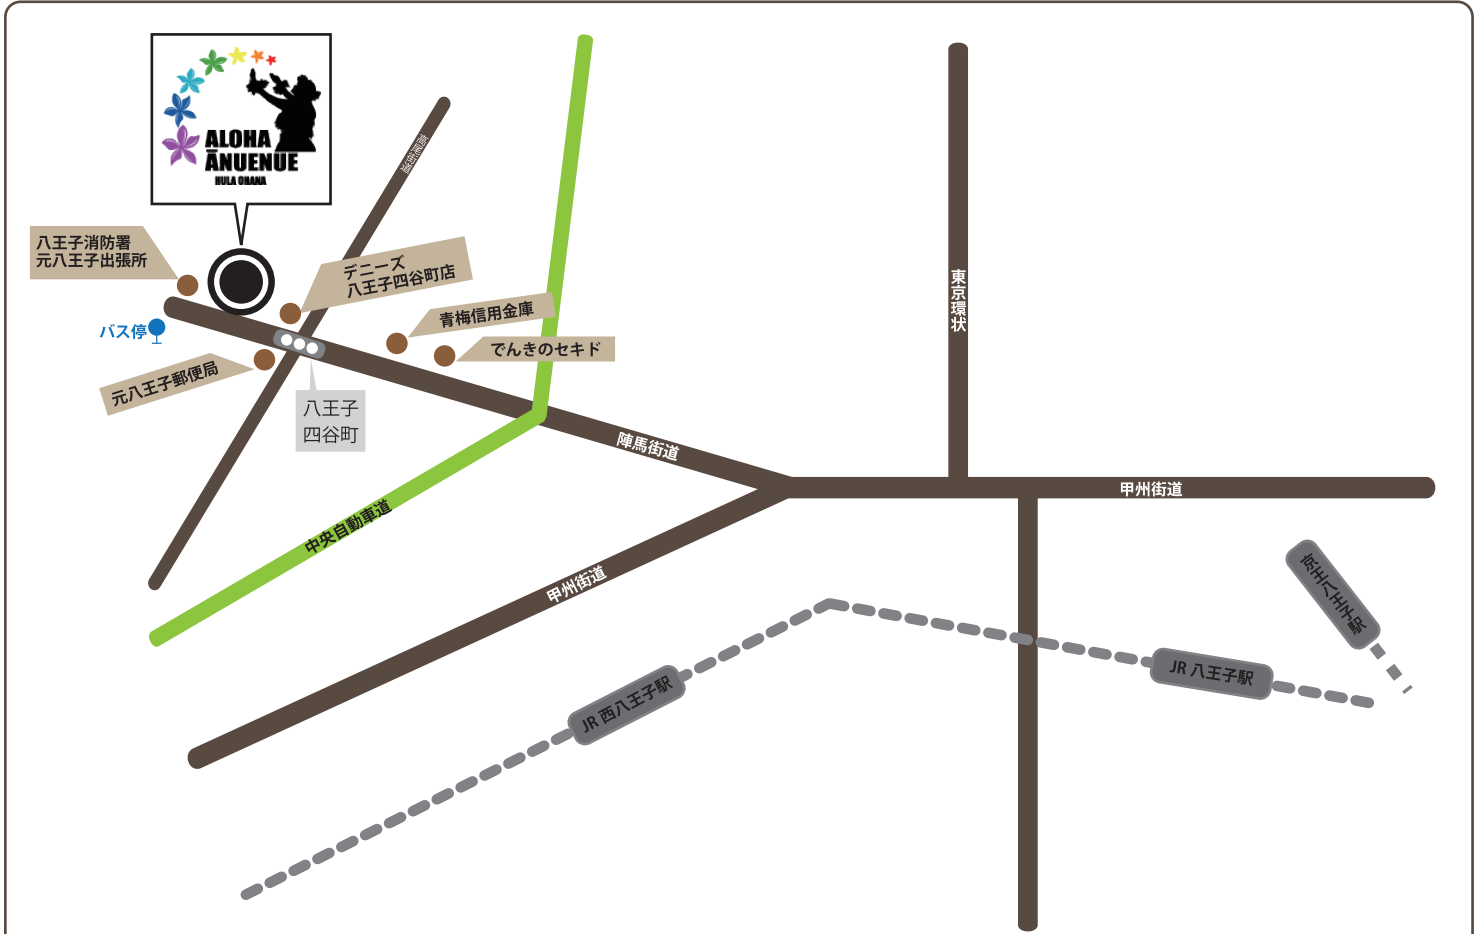 ALOHA
ĀNUENUE
HULA OHANA
高尾街道
八王子消防署
元八王子出張所
デニーズ
八王子四谷町店
青梅信用金庫
でんきのセキド
バス停
元八王子郵便局
八王子
四谷町
東京環状
陣馬街道
甲州街道
中央自動車道
甲州街道
京王八王子駅
JR 八王子駅
JR 西八王子駅